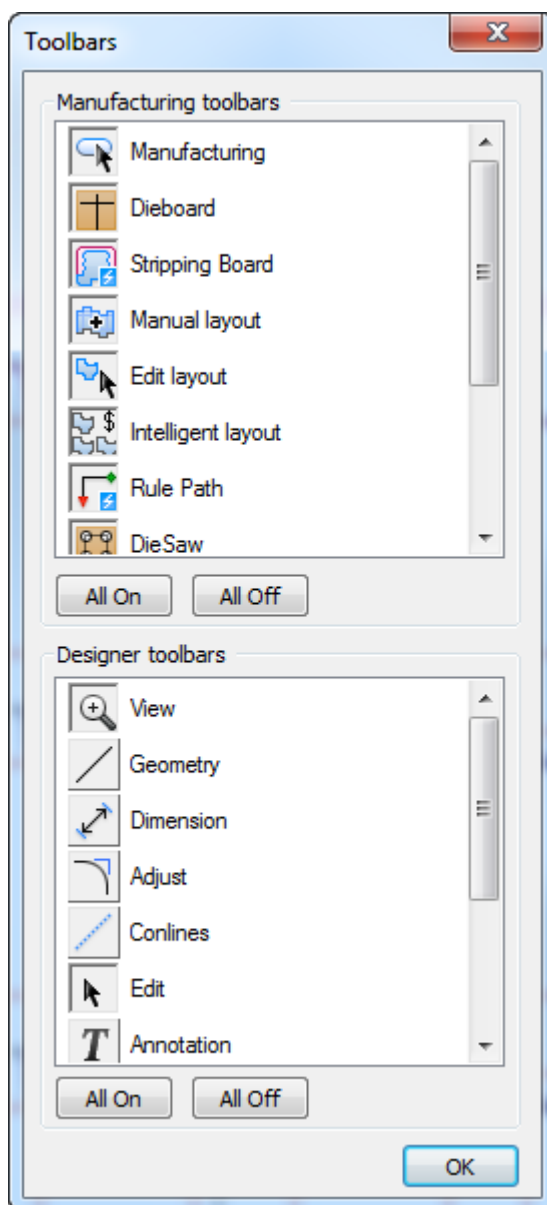 Toolbars
Manufacturing toolbars
Manufacturing
Dieboard
Stripping Board
Manual layout
Edit layout
$
Intelligent layout
Rule Path
DieSaw
All On
All Off
Designer toolbars
View
Geometry
Dimension
Adjust
Conlines
Edit
T
Annotation
All On
All Off
OK